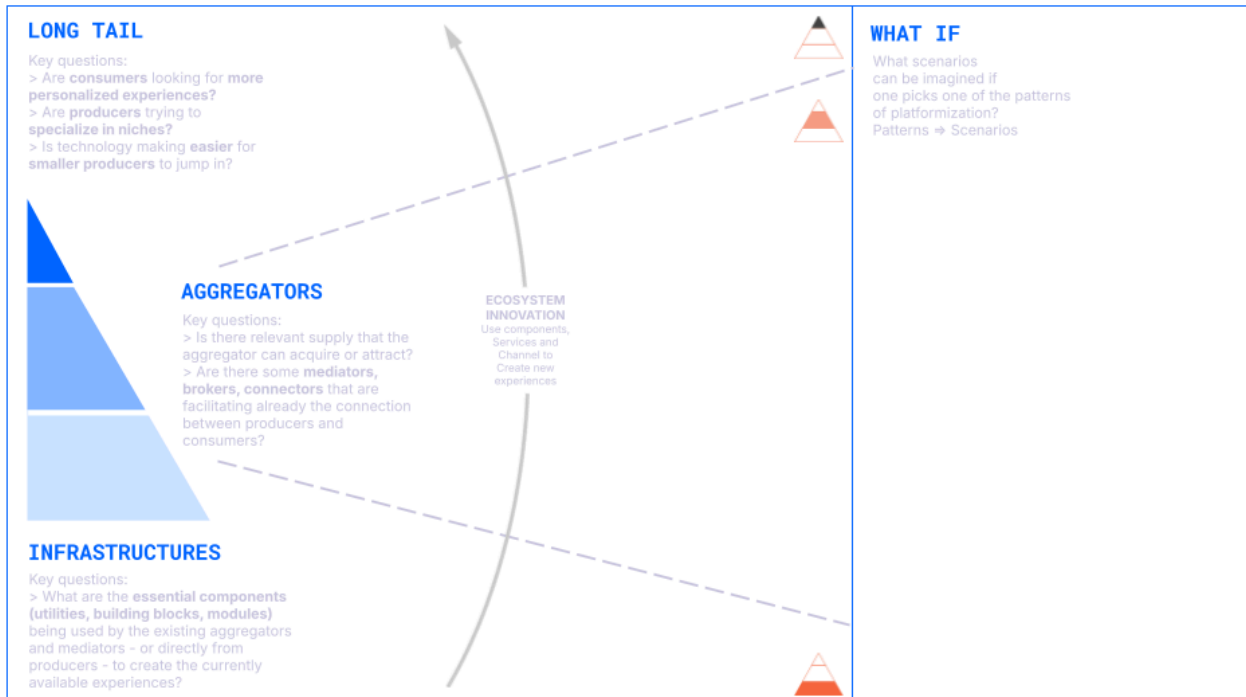 LONG TAIL
Key questions:
> Are consumers looking for more
personalized experiences?
> Are producers trying to
specialize in niches?
> Is technology making easier for
smaller producers to jump in?
AGGREGATORS
Key questions:
> Is there relevant supply that the
aggregator can acquire or attract?
> Are there some mediators,
brokers, connectors that are
facilitating already the connection
between producers and
consumers?
ECOSYSTEM
INNOVATION
Use components,
Services and
Channel to
Create new
experiences
INFRASTRUCTURES
Key questions:
> What are the essential components
(utilities, building blocks, modules)
being used by the existing aggregators
and mediators - or directly from
producers - to create the currently
available experiences?
WHAT IF
What scenarios
can be imagined if
one picks one of the patterns
of platformization?
Patterns => Scenarios